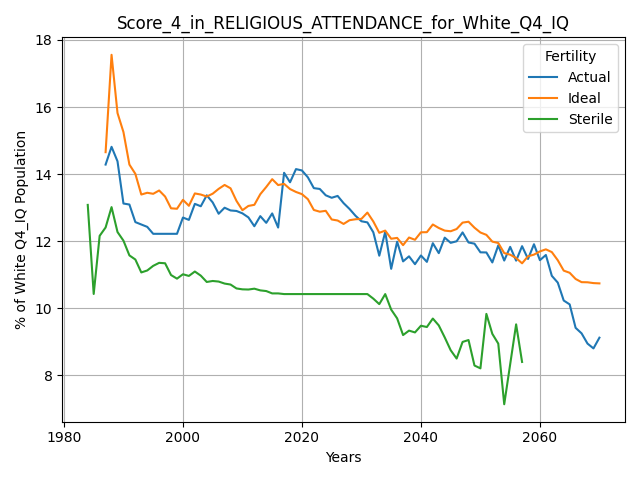 Score_4_in_RELIGIOUS_ATTENDANCE_for_White_Q4_IQ
Fertility
Actual
Ideal
Sterile
% of White Q4_IQ Population
18
16
14
12
10
8
1980
2000
2020
2040
2060
Years